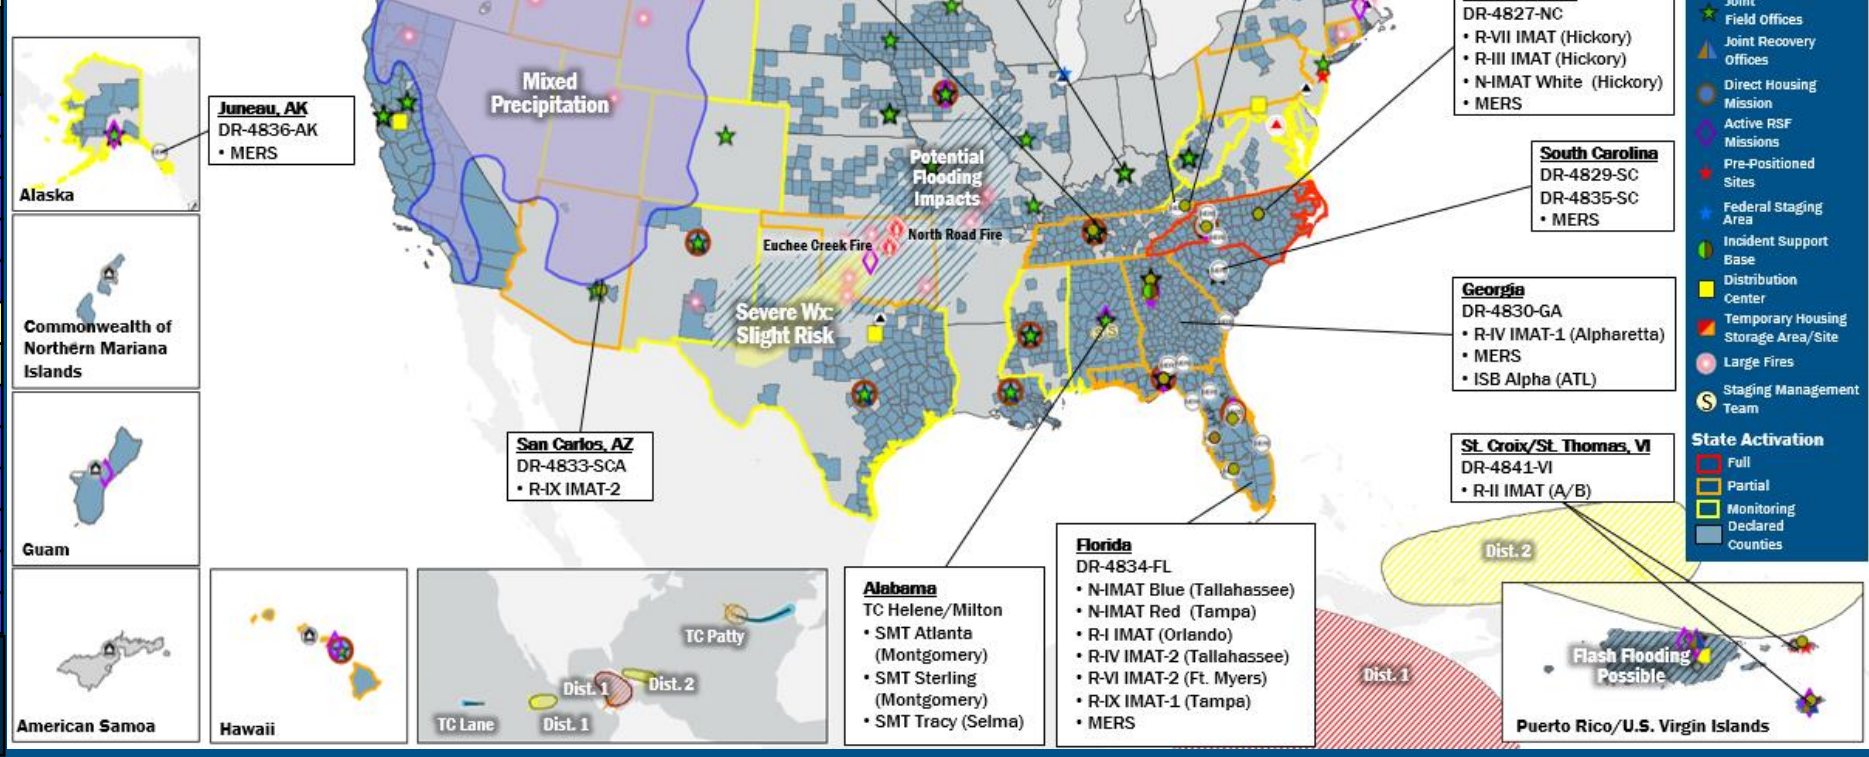 Alaska
Juneau, AK
DR-4836-AK
• MERS
Commonwealth of
Northern Mariana
Islands
Guam
American Samoa
Hawaii
Mixed
Precipitation
Potential
Flooding
Impacts
Euchee Creek Fire
North Road Fire
Severe Wx:
Slight Risk
San Carlos, AZ
DR-4833-SCA
• R-IX IMAT-2
TC Patty
Dist. 1
Dist. 2
TC Lane
Dist. 1
Alabama
TC Helene/Milton
• SMT Atlanta
(Montgomery)
• SMT Sterling
(Montgomery)
• SMT Tracy (Selma)
Florida
DR-4834-FL
• N-IMAT Blue (Tallahassee)
• N-IMAT Red (Tampa)
• R-I IMAT (Orlando)
• R-IV IMAT-2 (Tallahassee)
• R-VI IMAT-2 (Ft. Myers)
• R-IX IMAT-1 (Tampa)
• MERS
DR-4827-NC
• R-VII IMAT (Hickory)
• R-III IMAT (Hickory)
• N-IMAT White (Hickory)
• MERS
South Carolina
DR-4829-SC
DR-4835-SC
• MERS
Georgia
DR-4830-GA
• R-IV IMAT-1 (Alpharetta)
• MERS
• ISB Alpha (ATL)
St. Croix/St. Thomas, VI
DR-4841-VI
• R-II IMAT (A/B)
Dist. 2
Dist. 1
Flash Flooding
Possible
Puerto Rico/U.S. Virgin Islands
Joint
Field Offices
Joint Recovery
Offices
Direct Housing
Mission
Active RSF
Missions
Pre-Positioned
Sites
Federal Staging
Area
Incident Support
Base
Distribution
Center
Temporary Housing
Storage Area/Site
Large Fires
S
Staging Management
Team
State Activation
Full
Partial
Monitoring
Declared
Counties